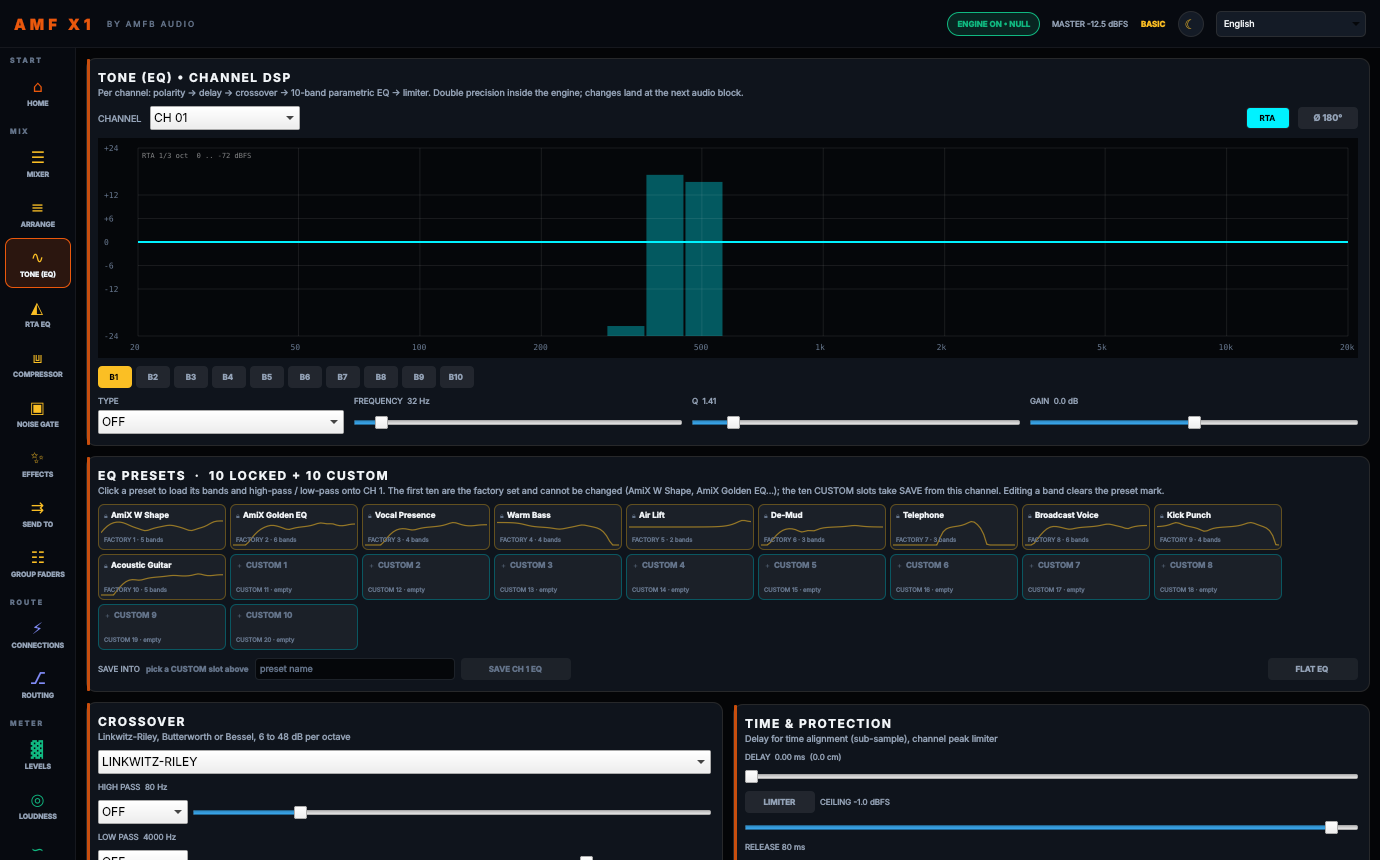 AMF X1 BY AMFB AUDIO
ENGINE ON • NULL MASTER -12.5 dBFS BASIC English
START
HOME
MIX
MIXER
ARRANGE
TONE (EQ)
RTA EQ
COMPRESSOR
NOISE GATE
EFFECTS
SEND TO
GROUP FADERS
ROUTE
CONNECTIONS
ROUTING
METER
LEVELS
LOUDNESS
TONE (EQ) • CHANNEL DSP
Per channel: polarity → delay → crossover → 10-band parametric EQ → limiter. Double precision inside the engine; changes land at the next audio block.
CHANNEL CH 01 RTA Ø 180°
RTA 1/3 oct 0 .. -72 dBFS
+24
+12
+6
0
-6
-12
-24
20 50 100 200 500 1k 2k 5k 10k 20k
B1 B2 B3 B4 B5 B6 B7 B8 B9 B10
TYPE FREQUENCY 32 Hz Q 1.41 GAIN 0.0 dB
OFF
EQ PRESETS · 10 LOCKED + 10 CUSTOM
Click a preset to load its bands and high-pass / low-pass onto CH 1. The first ten are the factory set and cannot be changed (AmiX W Shape, AmiX Golden EQ...); the ten CUSTOM slots take SAVE from this channel. Editing a band clears the preset mark.
AmiX W Shape AmiX Golden EQ Vocal Presence Warm Bass Air Lift De-Mud Telephone Broadcast Voice Kick Punch
FACTORY 1 · 5 bands FACTORY 2 · 6 bands FACTORY 3 · 4 bands FACTORY 4 · 4 bands FACTORY 5 · 2 bands FACTORY 6 · 3 bands FACTORY 7 · 3 bands FACTORY 8 · 6 bands FACTORY 9 · 4 bands
Acoustic Guitar + CUSTOM 1 + CUSTOM 2 + CUSTOM 3 + CUSTOM 4 + CUSTOM 5 + CUSTOM 6 + CUSTOM 7 + CUSTOM 8
FACTORY 10 · 5 bands CUSTOM 11 · empty CUSTOM 12 · empty CUSTOM 13 · empty CUSTOM 14 · empty CUSTOM 15 · empty CUSTOM 16 · empty CUSTOM 17 · empty CUSTOM 18 · empty
+ CUSTOM 9 + CUSTOM 10
CUSTOM 19 · empty CUSTOM 20 · empty
SAVE INTO pick a CUSTOM slot above preset name SAVE CH 1 EQ FLAT EQ
CROSSOVER
Linkwitz-Riley, Butterworth or Bessel, 6 to 48 dB per octave
LINKWITZ-RILEY
HIGH PASS 80 Hz
OFF
LOW PASS 4000 Hz
OFF
TIME & PROTECTION
Delay for time alignment (sub-sample), channel peak limiter
DELAY 0.00 ms (0.0 cm)
LIMITER CEILING -1.0 dBFS
RELEASE 80 ms